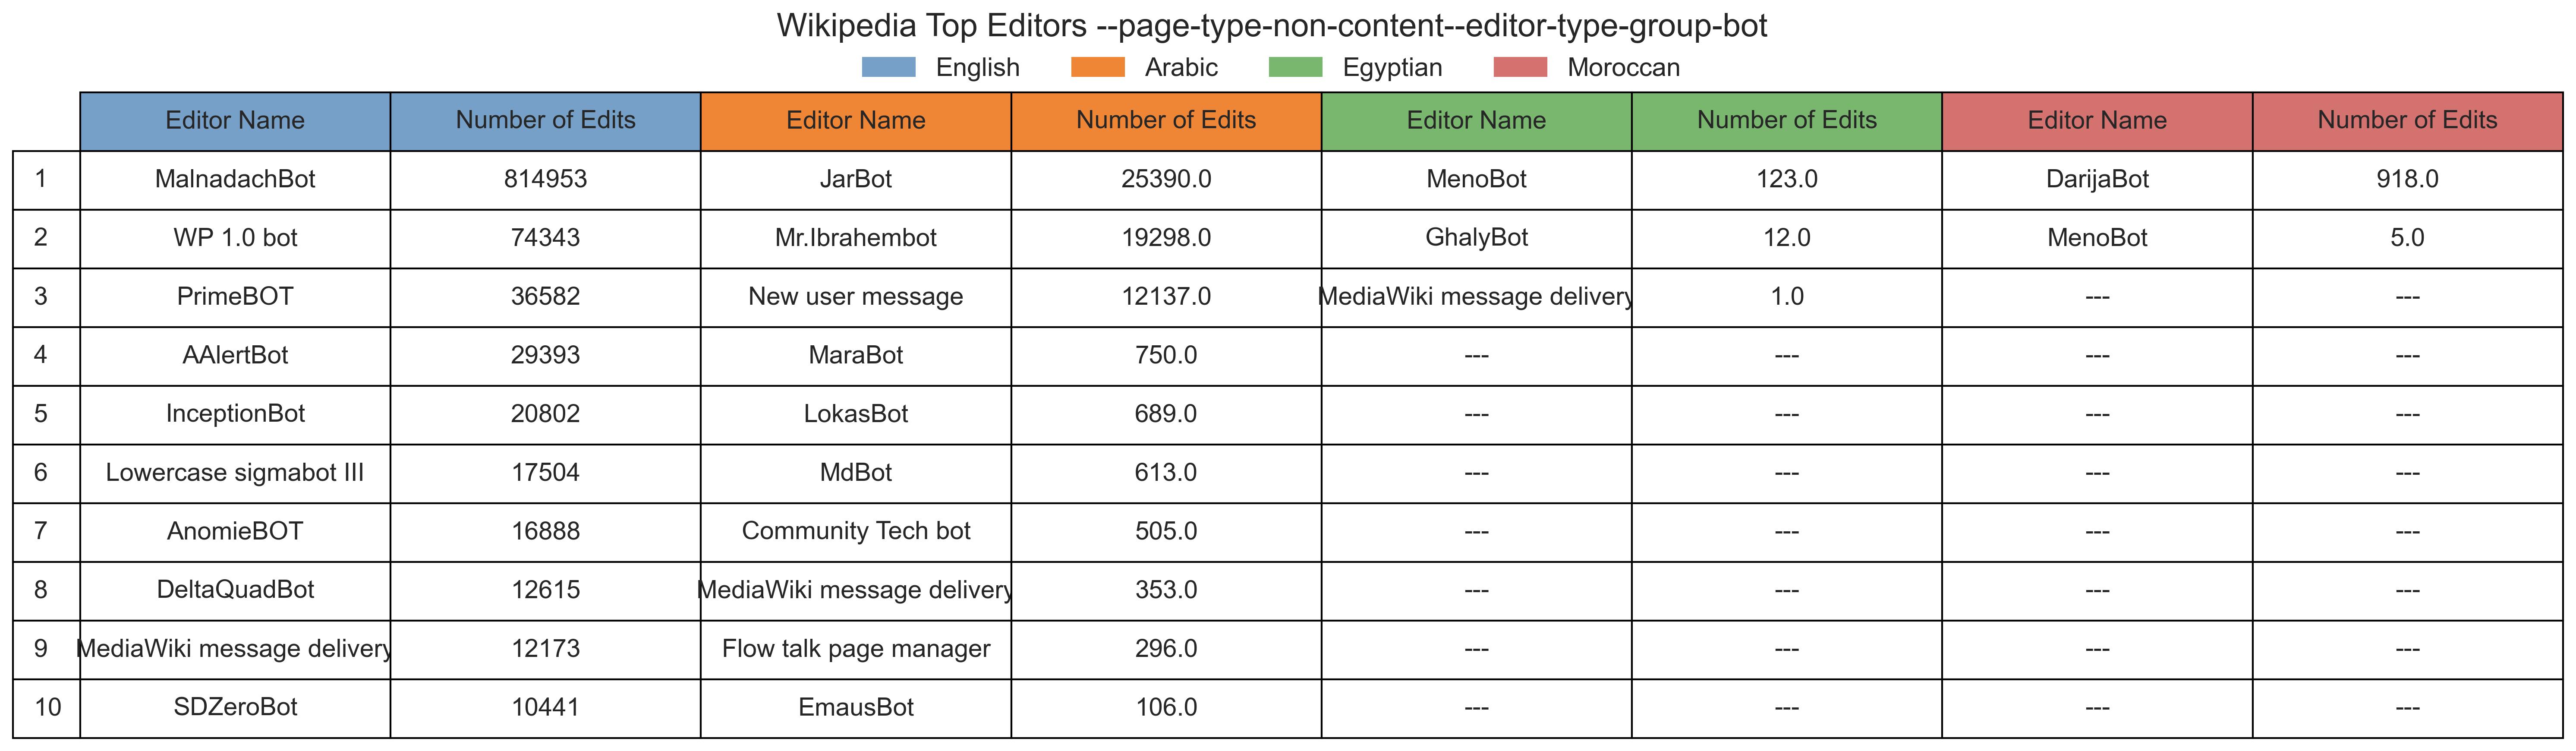 Wikipedia Top Editors --page-type-non-content--editor-type-group-bot
English Arabic Egyptian Moroccan
Editor Name Number of Edits Editor Name Number of Edits Editor Name Number of Edits Editor Name Number of Edits
1 MalnadachBot 814953 JarBot 25390.0 MenoBot 123.0 DarijaBot 918.0
2 WP 1.0 bot 74343 Mr.Ibrahembot 19298.0 GhalyBot 12.0 MenoBot 5.0
3 PrimeBOT 36582 New user message 12137.0 MediaWiki message delivery 1.0 --- ---
4 AAlertBot 29393 MaraBot 750.0 --- --- --- ---
5 InceptionBot 20802 LokasBot 689.0 --- --- --- ---
6 Lowercase sigmabot III 17504 MdBot 613.0 --- --- --- ---
7 AnomieBOT 16888 Community Tech bot 505.0 --- --- --- ---
8 DeltaQuadBot 12615 MediaWiki message delivery 353.0 --- --- --- ---
9 MediaWiki message delivery 12173 Flow talk page manager 296.0 --- --- --- ---
10 SDZeroBot 10441 EmausBot 106.0 --- --- --- ---